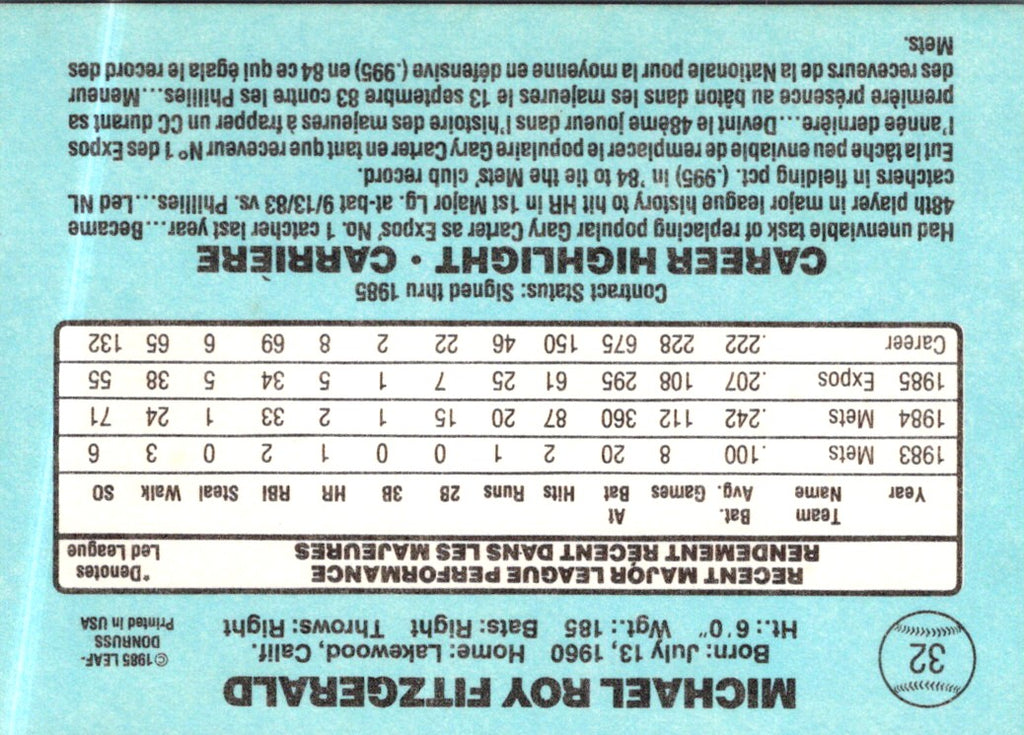 32
MICHAEL ROY FITZGERALD
Born: July 13, 1960 Home: Lakewood, Calif.
Ht.: 6'0" Wgt.: 185 Bats: Right Throws: Right
©1985 LEAF-
DONRUSS
Printed in USA
RECENT MAJOR LEAGUE PERFORMANCE
RENDEMENT RÉCENT DANS LES MAJEURES
*Denotes
Led League
Year Team Name Bat. Avg. Games At Bat Hits Runs 2B 3B HR RBI Steal Walk SO
1983 Mets .100 8 20 2 1 0 0 1 2 0 3 6
1984 Mets .242 112 360 87 20 15 1 2 33 1 24 71
1985 Expos .207 108 295 61 25 7 1 5 34 5 38 55
Career .222 228 675 150 46 22 2 8 69 6 65 132
Contract Status: Signed thru 1985
CAREER HIGHLIGHT • CARRIÈRE
Had unenviable task of replacing popular Gary Carter as Expos' No. 1 catcher last year...Became
48th player in major league history to hit HR in 1st Major Lg. at-bat 9/13/83 vs. Phillies...Led NL
catchers in fielding pct. (.995) in '84 to tie the Mets' club record.
Eut la tâche peu enviable de remplacer le populaire Gary Carter en tant que receveur Nº 1 des Expos
l'année dernière...Devint le 48ème joueur dans l'histoire des majeures à frapper un CC durant sa
première présence au bâton dans les majeures le 13 septembre 83 contre les Phillies...Meneur
des receveurs de la Nationale pour la moyenne en défensive (.995) en 84 ce qui égala le record des
Mets.